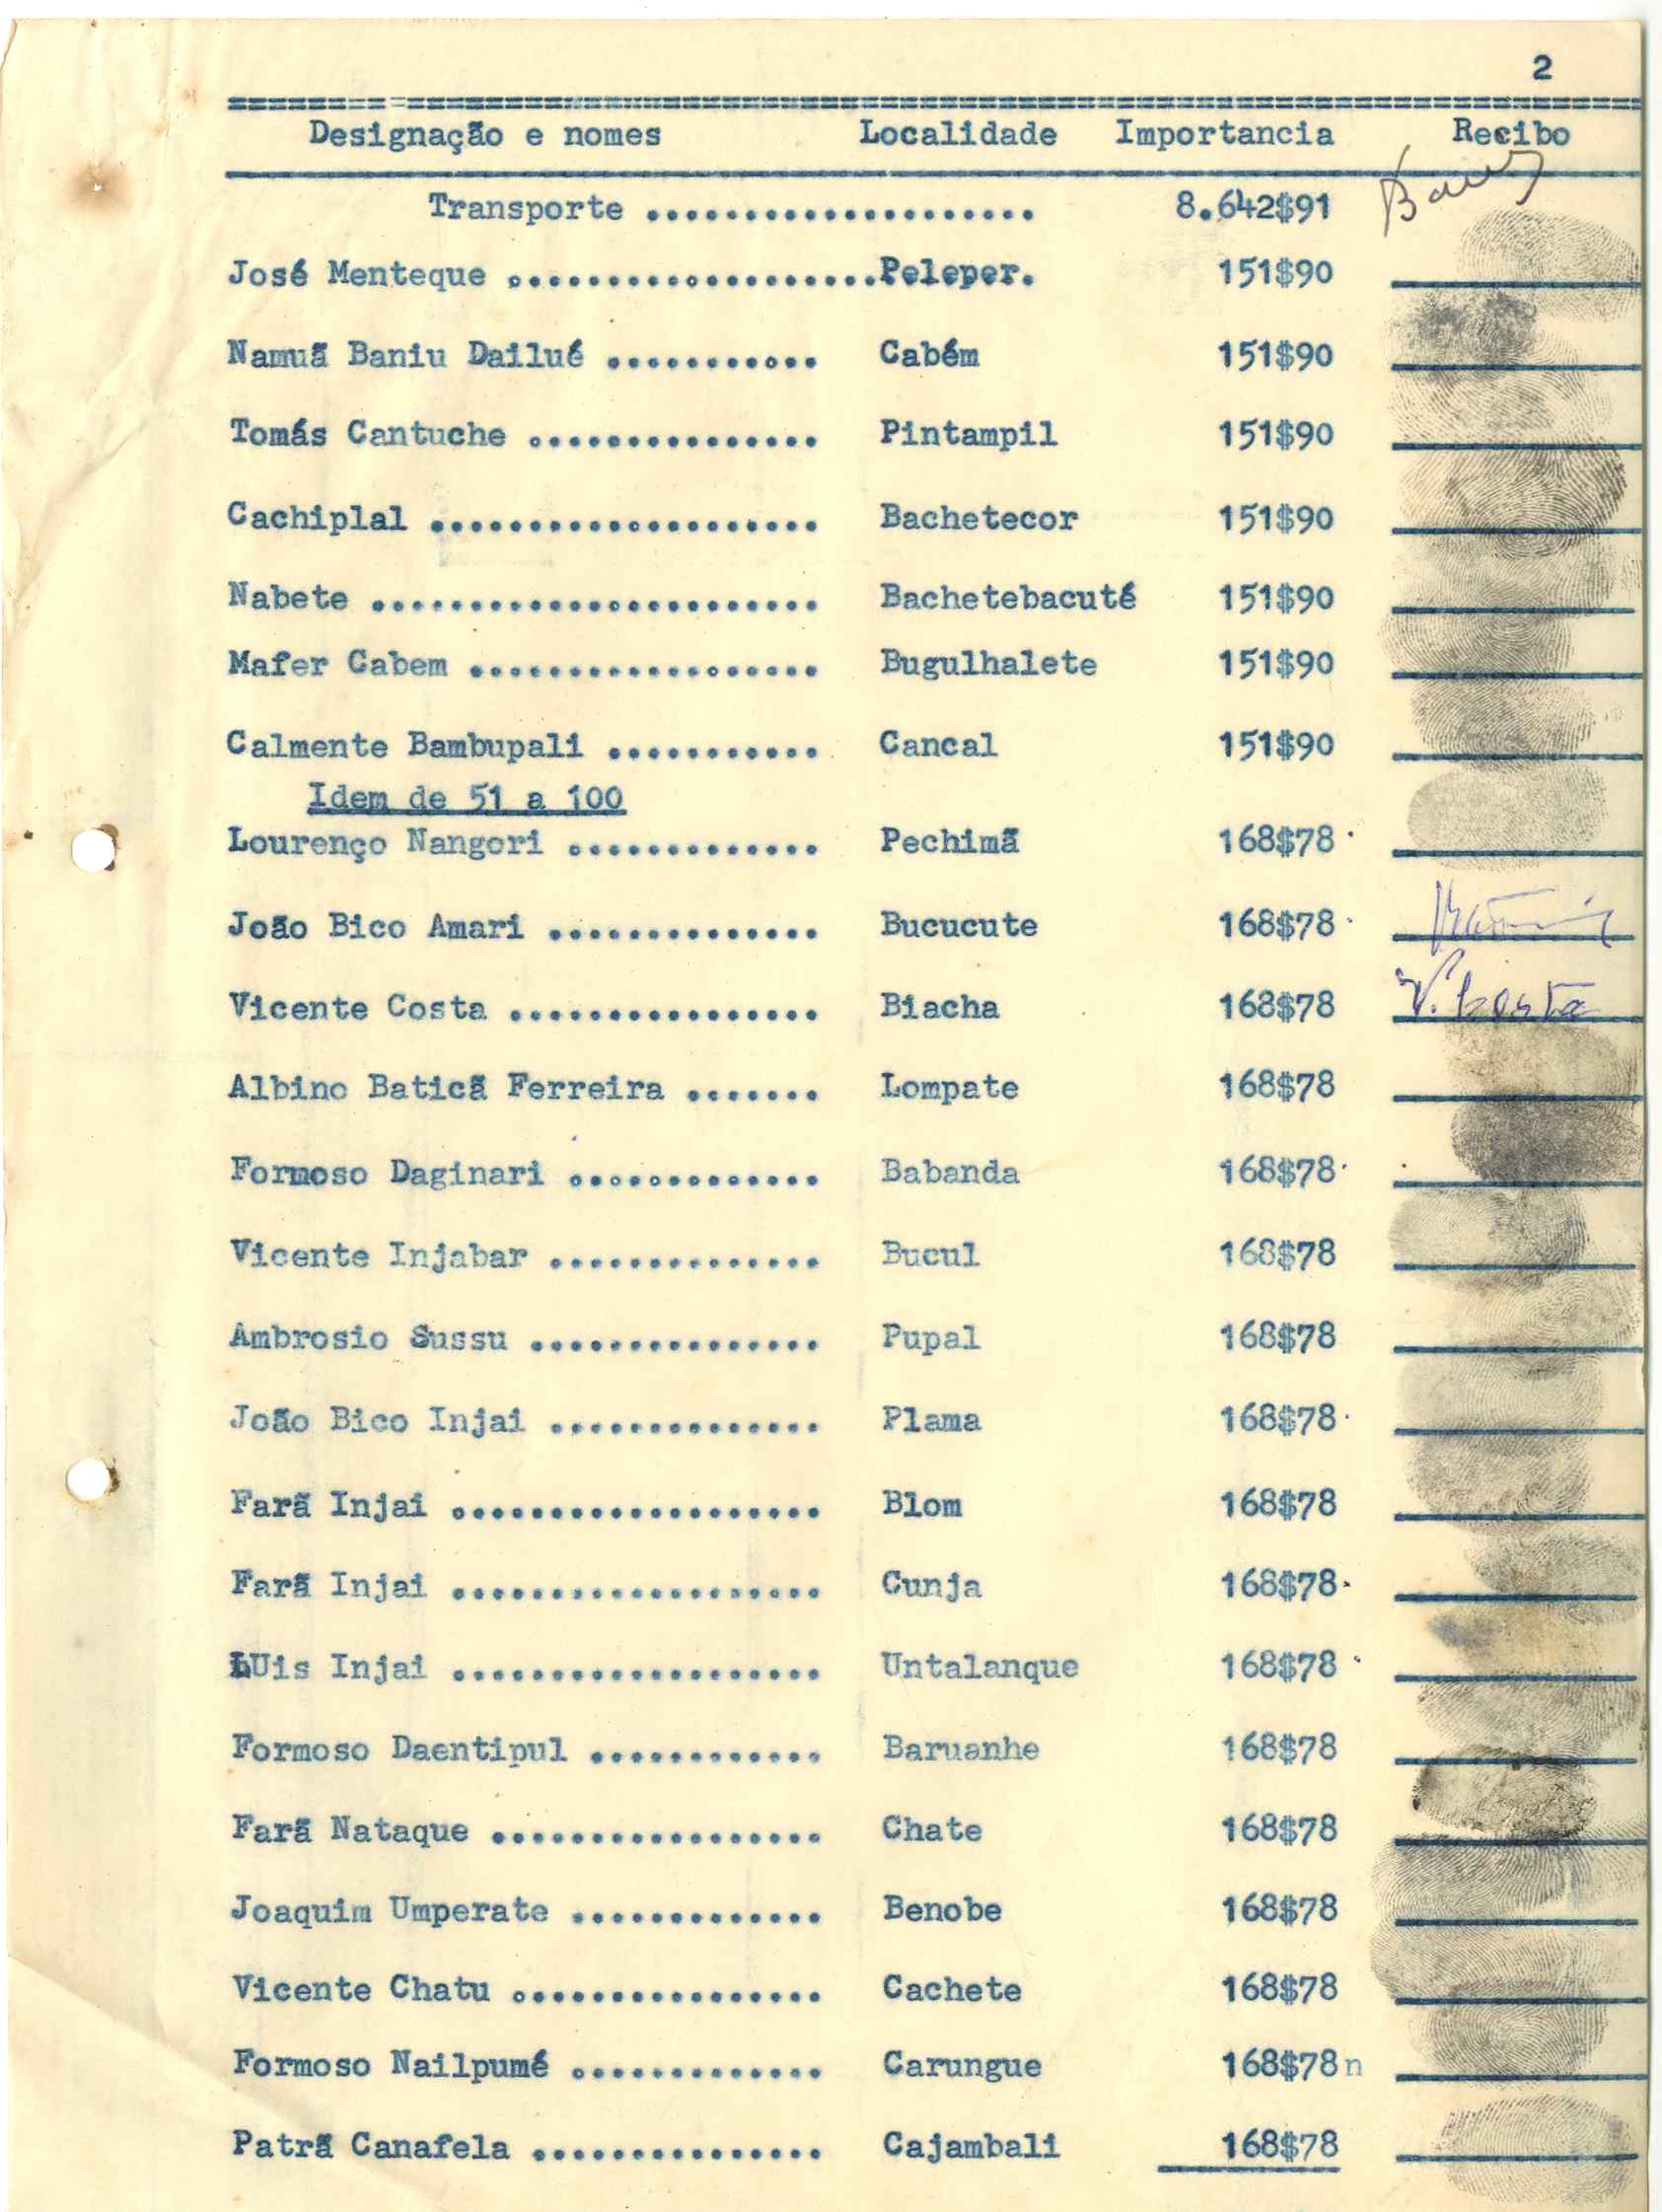 2
Designação e nomes Localidade Importancia Recibo
Transporte .................... 8.642$91
José Menteque ...................Peleper. 151$90
Namuã Baniu Dailué ........... Cabém 151$90
Tomás Cantuche ............... Pintampil 151$90
Cachiplal .................... Bachetecor 151$90
Nabete ....................... Bachetebacuté 151$90
Mafer Cabem .................. Bugulhalete 151$90
Calmente Bambupali ........... Cancal 151$90
Idem de 51 a 100
Lourenço Nangori ............. Pechimã 168$78
João Bico Amari .............. Bucucute 168$78
Vicente Costa ................ Biacha 168$78 V. Costa
Albino Baticã Ferreira ....... Lompate 168$78
Formoso Daginari ............. Babanda 168$78
Vicente Injabar .............. Bucul 168$78
Ambrosio Sussu ............... Pupal 168$78
João Bico Injai .............. Plama 168$78
Farã Injai ................... Blom 168$78
Farã Injai ................... Cunja 168$78
LUis Injai ................... Untalanque 168$78
Formoso Daentipul ............ Baruanhe 168$78
Farã Nataque ................. Chate 168$78
Joaquim Umperate ............. Benobe 168$78
Vicente Chatu ................ Cachete 168$78
Formoso Nailpumé ............. Carungue 168$78n
Patrã Canafela ............... Cajambali 168$78